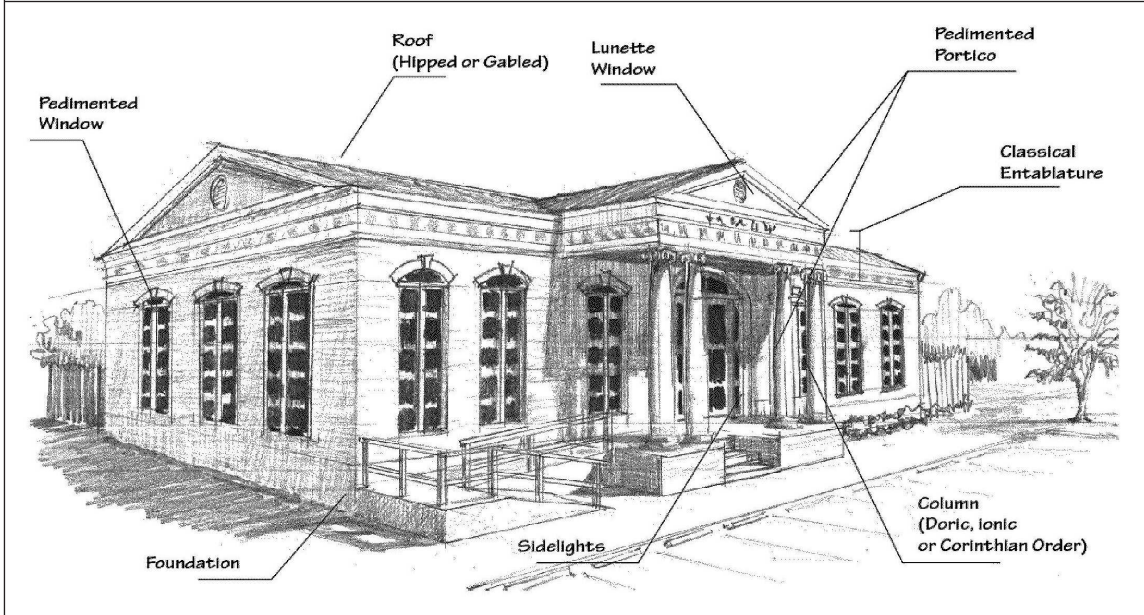 Roof
(Hipped or Gabled)
Lunette
Window
Pedimented
Portico
Pedimented
Window
Classical
Entablature
Foundation
Sidelights
Column
(Doric, ionic
or Corinthian Order)